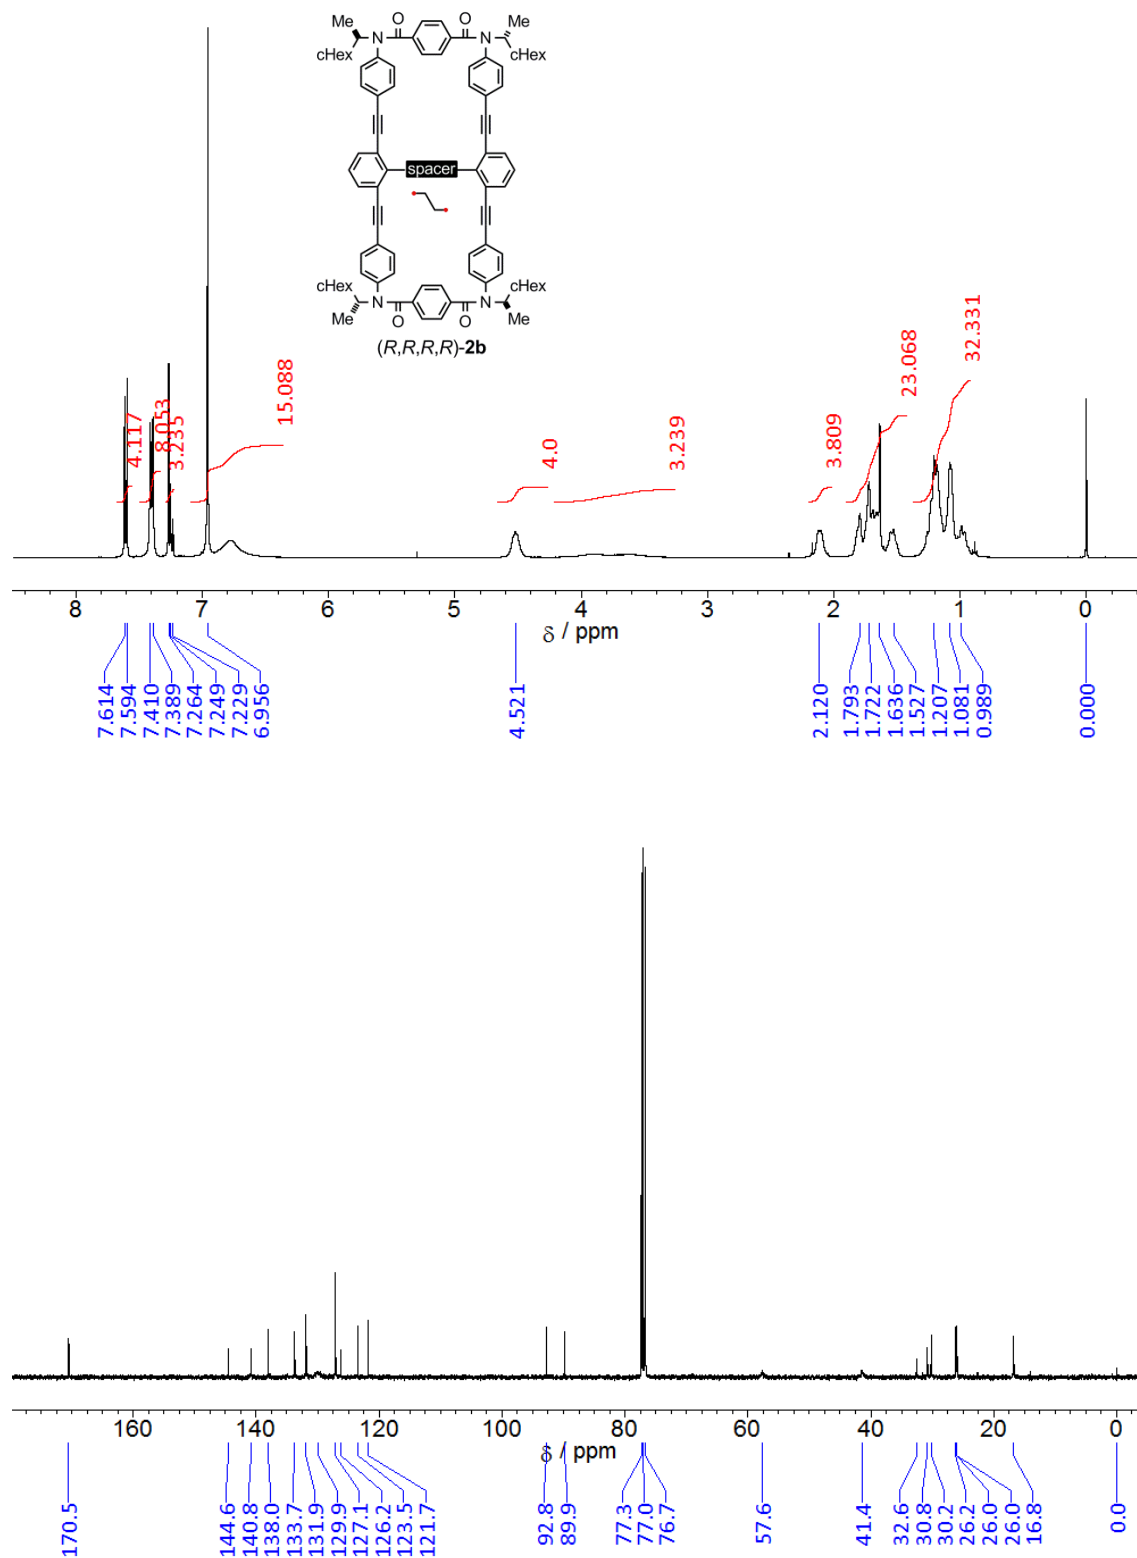 Me O O Me
N N
cHex cHex
spacer
cHex cHex
N N
Me O O Me
(R,R,R,R)-2b
4.117 8.053 3.235 15.088 4.0 3.239 3.809 23.068 32.331
8 7 6 5 4 3 2 1 0
δ / ppm
7.614 7.594 7.410 7.389 7.264 7.249 7.229 6.956 4.521 2.120 1.793 1.722 1.636 1.527 1.207 1.081 0.989 0.000
160 140 120 100 80 60 40 20 0
δ / ppm
170.5 144.6 140.8 138.0 133.7 131.9 129.9 127.1 126.2 123.5 121.7 92.8 89.9 77.3 77.0 76.7 57.6 41.4 32.6 30.8 30.2 26.2 26.0 26.0 16.8 0.0